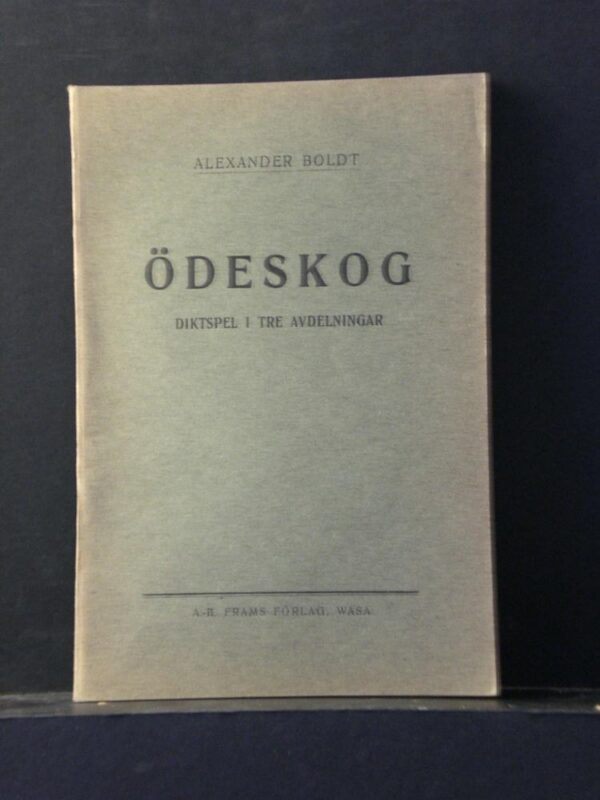 ALEXANDER BOLDT
ÖDESKOG
DIKTSPEL I TRE AVDELNINGAR
A.-B. FRAMS FÖRLAG, WASA